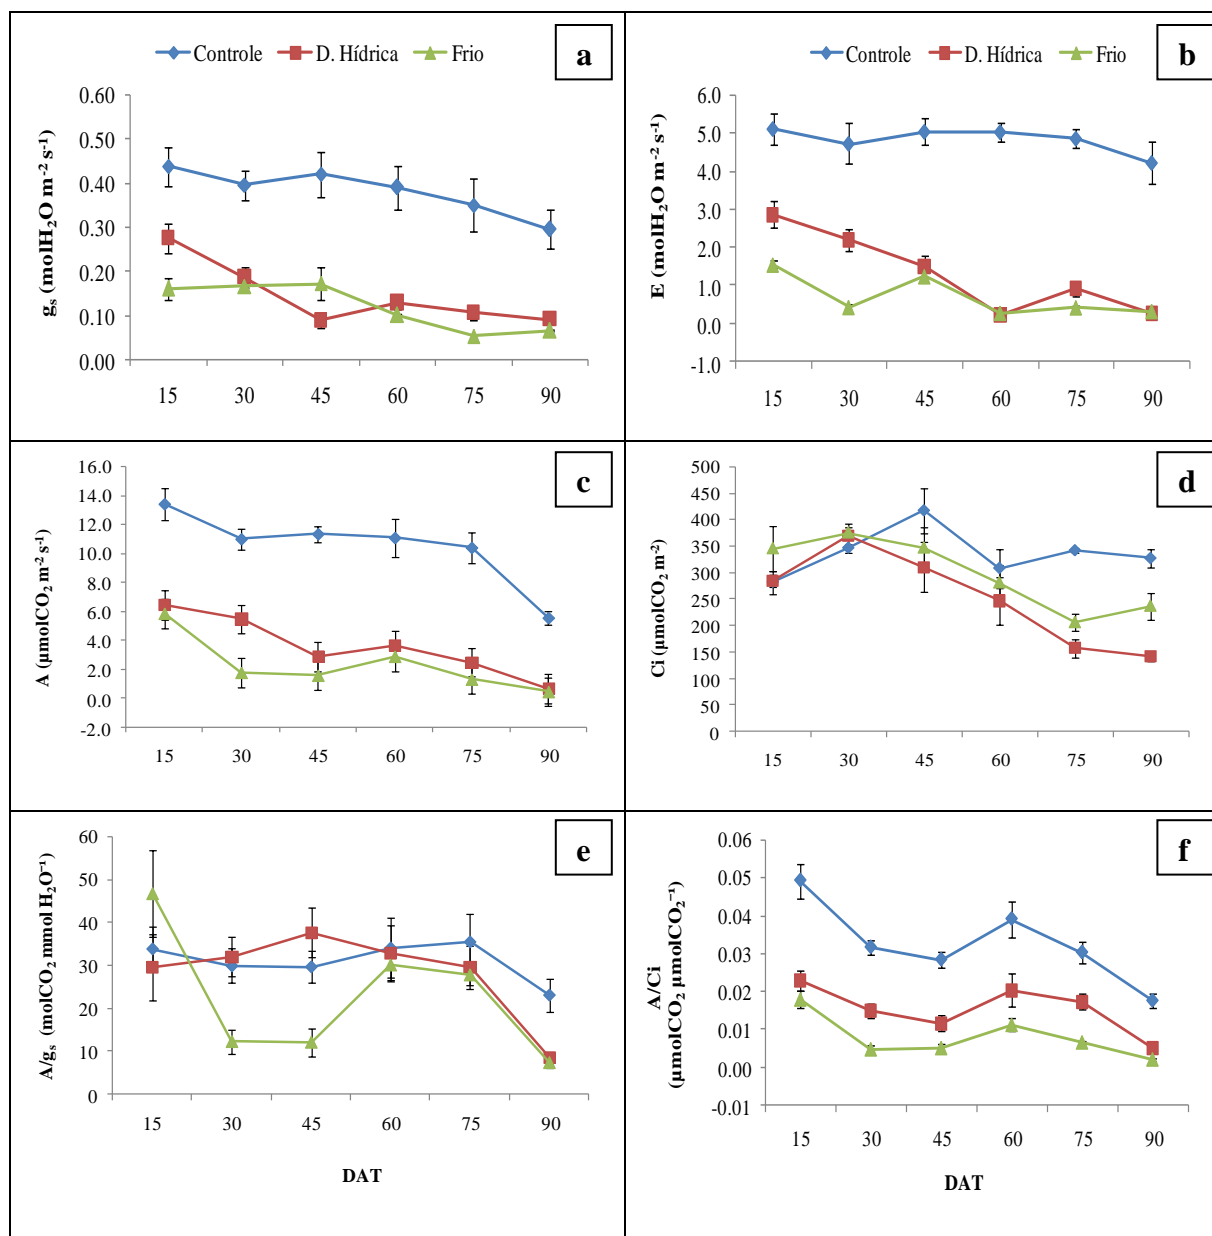 Controle D. Hídrica Frio
a
gs (molH₂O m⁻² s⁻¹)
0.60
0.50
0.40
0.30
0.20
0.10
0.00
15 30 45 60 75 90
Controle D. Hídrica Frio
b
E (molH₂O m⁻² s⁻¹)
6.0
5.0
4.0
3.0
2.0
1.0
0.0
-1.0
15 30 45 60 75 90
c
A (µmolCO₂ m⁻² s⁻¹)
16.0
14.0
12.0
10.0
8.0
6.0
4.0
2.0
0.0
-2.0
15 30 45 60 75 90
d
Ci (µmolCO₂ m⁻²)
500
450
400
350
300
250
200
150
100
50
0
15 30 45 60 75 90
e
A/gs (molCO₂ mmol H₂O⁻¹)
60
50
40
30
20
10
0
15 30 45 60 75 90
DAT
f
A/Ci
(µmolCO₂ µmolCO₂⁻¹)
0.06
0.05
0.04
0.03
0.02
0.01
0.00
-0.01
15 30 45 60 75 90
DAT